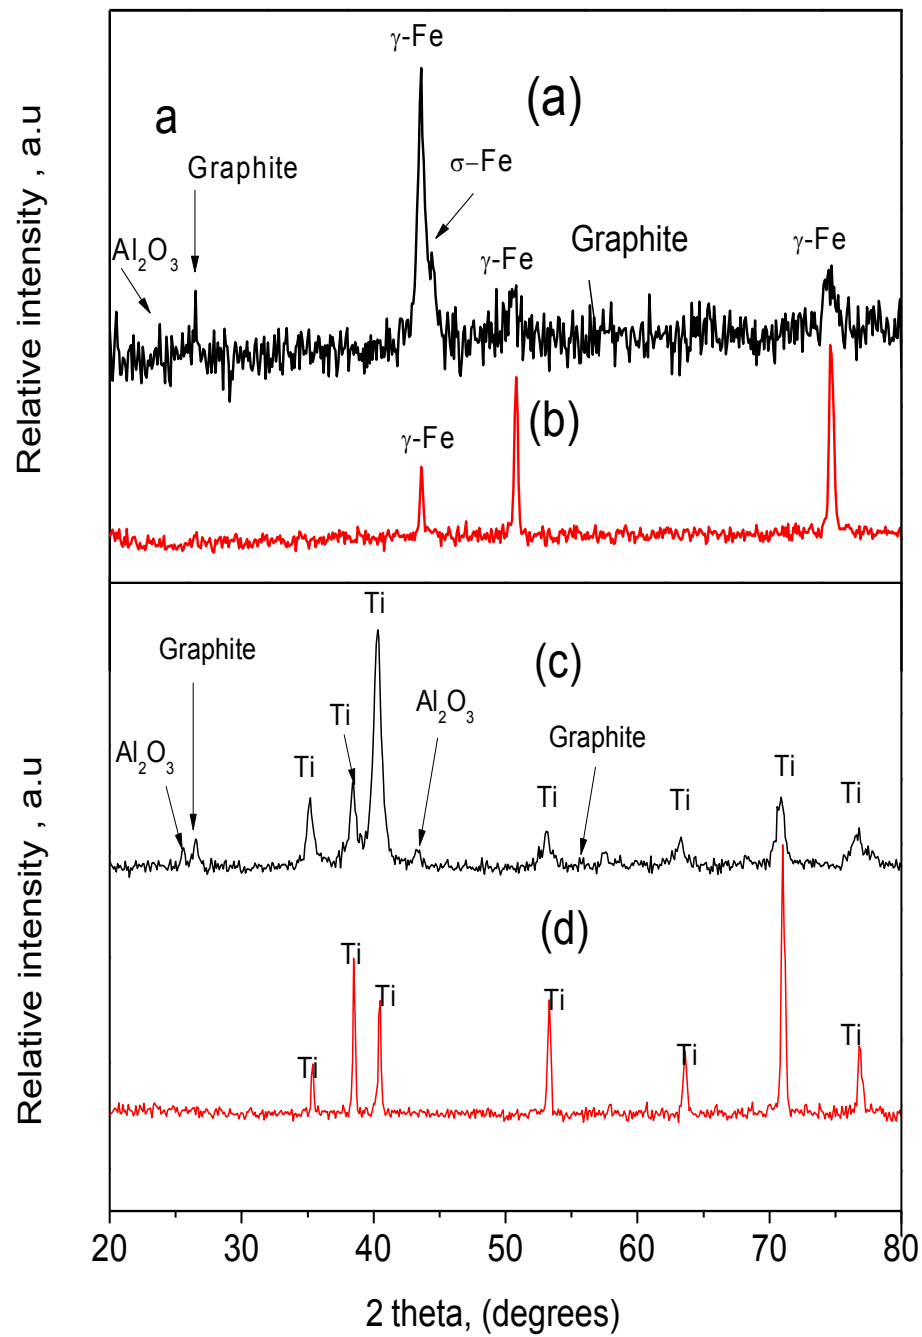 γ-Fe
(a)
a
Graphite
σ−Fe
Al₂O₃
γ-Fe
Graphite
γ-Fe
Relative intensity , a.u
γ-Fe
(b)
Ti
Graphite
(c)
Al₂O₃
Ti
Al₂O₃
Graphite
Ti
Ti
Ti
Ti
Ti
Relative intensity , a.u
(d)
Ti
Ti
Ti
Ti
Ti
Ti
20 30 40 50 60 70 80
2 theta, (degrees)